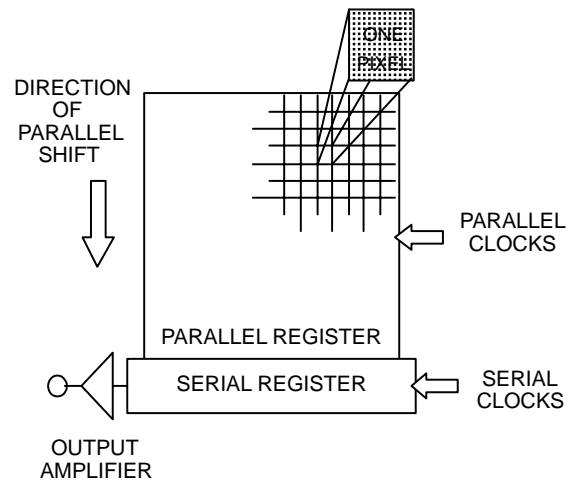 ONE
PIXEL
DIRECTION
OF
PARALLEL
SHIFT
PARALLEL
CLOCKS
PARALLEL REGISTER
SERIAL REGISTER
SERIAL
CLOCKS
OUTPUT
AMPLIFIER